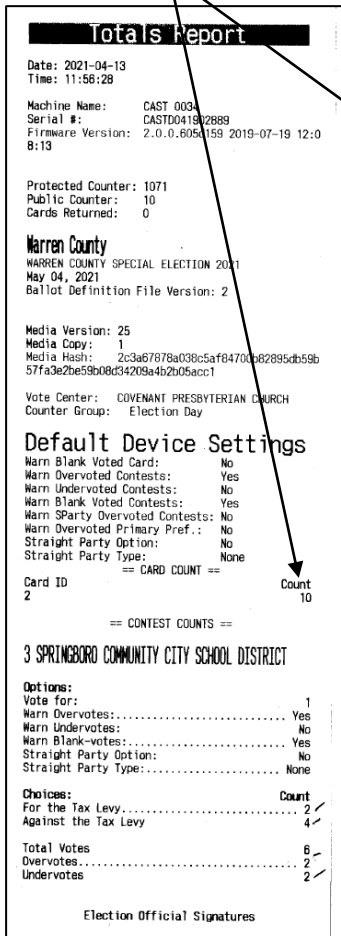 Totals Report
Date: 2021-04-13
Time: 11:56:28
Machine Name: CAST 0034
Serial #: CASTD041902889
Firmware Version: 2.0.0.605d159 2019-07-19 12:0
8:13
Protected Counter: 1071
Public Counter: 10
Cards Returned: 0
Warren County
WARREN COUNTY SPECIAL ELECTION 2021
May 04, 2021
Ballot Definition File Version: 2
Media Version: 25
Media Copy: 1
Media Hash: 2c3a67878a038c5af84700b82895db59b
57fa3e2be59b08d34209a4b2b05acc1
Vote Center: COVENANT PRESBYTERIAN CHURCH
Counter Group: Election Day
Default Device Settings
Warn Blank Voted Card: No
Warn Overvoted Contests: Yes
Warn Undervoted Contests: No
Warn Blank Voted Contests: Yes
Warn SParty Overvoted Contests: No
Warn Overvoted Primary Pref.: No
Straight Party Option: No
Straight Party Type: None
== CARD COUNT ==
Card ID Count
2 10
== CONTEST COUNTS ==
3 SPRINGBORO COMMUNITY CITY SCHOOL DISTRICT
Options:
Vote for: 1
Warn Overvotes:........................... Yes
Warn Undervotes: No
Warn Blank-votes:......................... Yes
Straight Party Option: No
Straight Party Type:..................... None
Choices: Count
For the Tax Levy........................... 2
Against the Tax Levy 4
Total Votes 6
Overvotes.................................. 2
Undervotes 2
Election Official Signatures